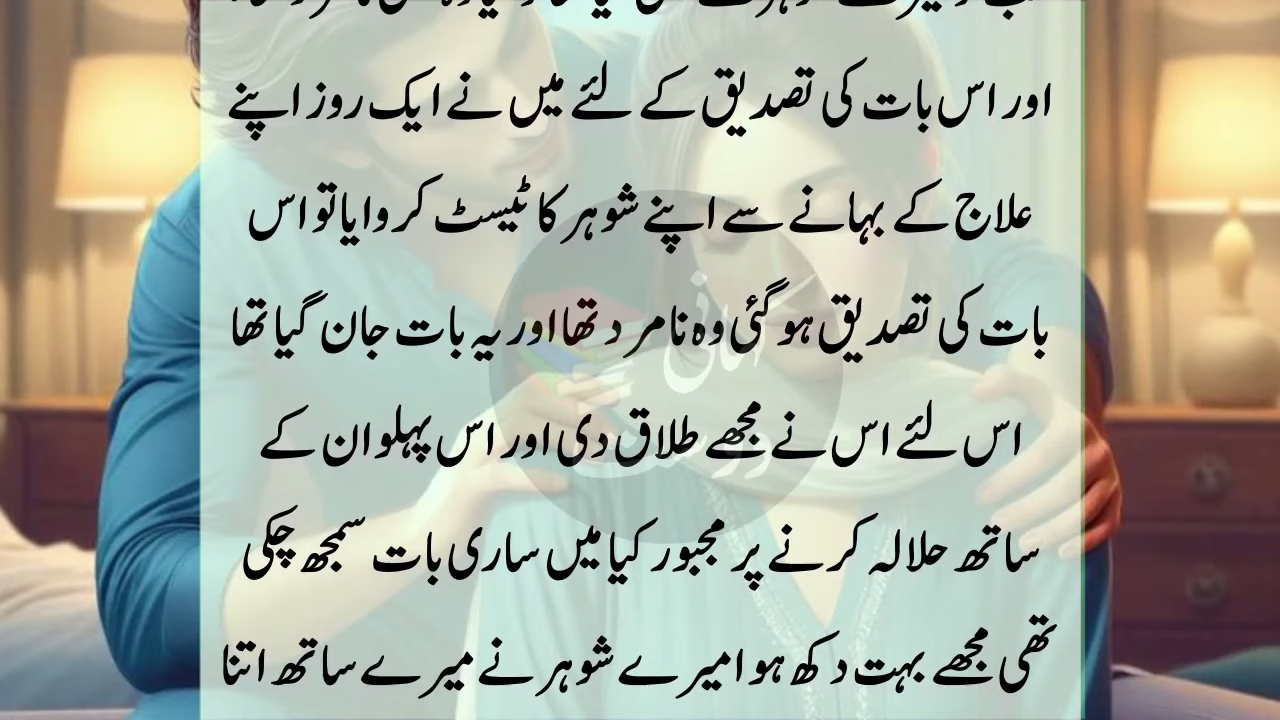 اور اس بات کی تصدیق کے لئے میں نے ایک روز اپنے
علاج کے بہانے سے اپنے شوہر کا ٹیسٹ کروایا تو اس
بات کی تصدیق ہو گئی وہ نامرد تھا اور یہ بات جان گیا تھا
اس لئے اس نے مجھے طلاق دی اور اس پہلوان کے
ساتھ حلالہ کرنے پر مجبور کیا میں ساری بات سمجھ چکی
تھی مجھے بہت دکھ ہوا میرے شوہر نے میرے ساتھ اتنا